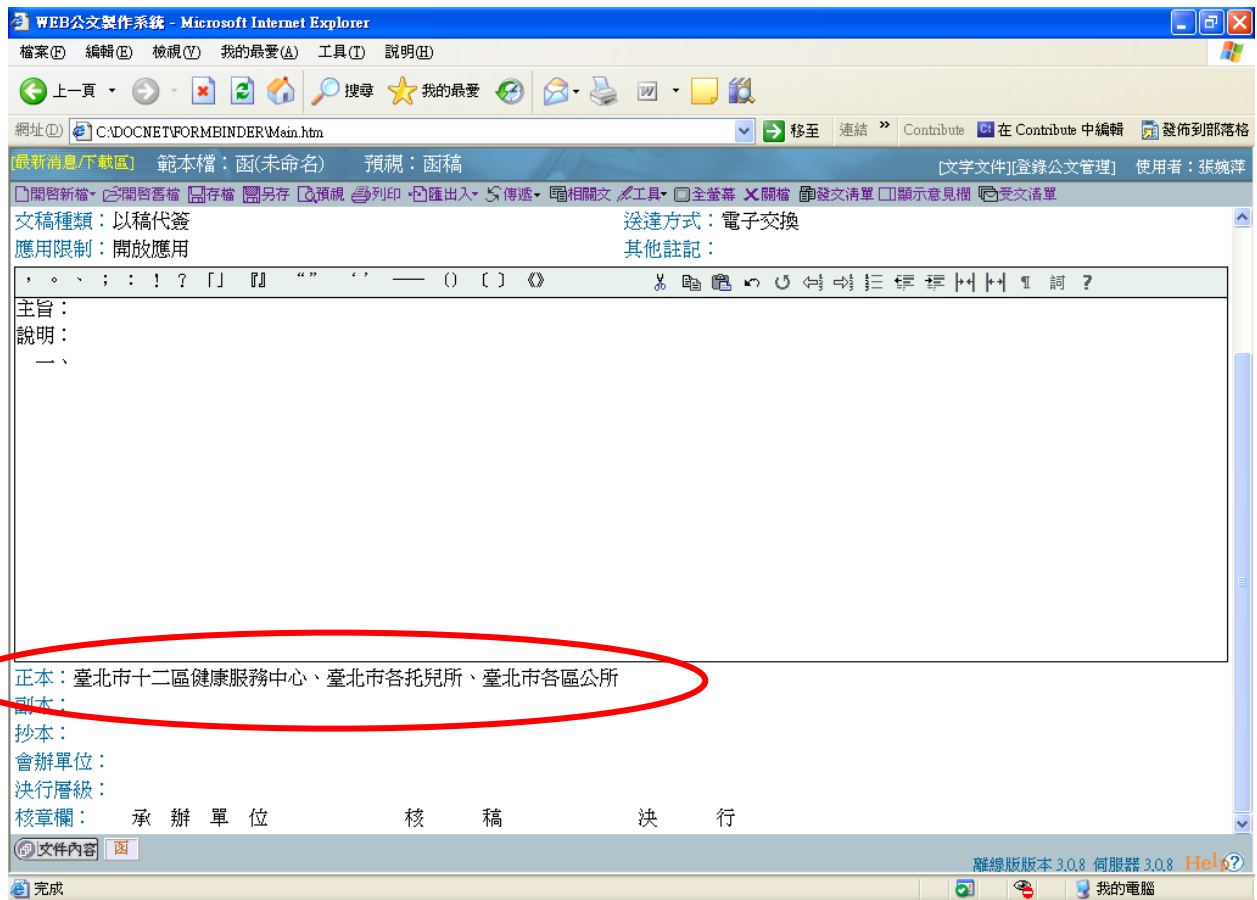 WEB公文製作系統 - Microsoft Internet Explorer
檔案(F) 編輯(E) 檢視(V) 我的最愛(A) 工具(T) 說明(H)
上一頁 搜尋 我的最愛
網址(D) C:\DOCNET\FORMBINDER\Main.htm 移至 連結 » Contribute 在 Contribute 中編輯 發佈到部落格
[最新消息/下載區] 範本檔：函(未命名) 預視：函稿 [文字文件][登錄公文管理] 使用者：張婉萍
開啓新檔 開啓舊檔 存檔 另存 預視 列印 匯出入 傳遞 相關文 工具 全螢幕 關檔 發文清單 顯示意見欄 受文清單
文稿種類：以稿代簽 送達方式：電子交換
應用限制：開放應用 其他註記：
， 。 、 ； ： ！ ？ 「」 『』 “ ” ‘ ’ —— () 〔〕 《》 ¶ 詞 ?
主旨：
說明：
一、
正本：臺北市十二區健康服務中心、臺北市各托兒所、臺北市各區公所
副本：
抄本：
會辦單位：
決行層級：
核章欄： 承 辦 單 位 核 稿 決 行
文件內容 函
離線版版本 3.0.8 伺服器 3.0.8 Help?
完成 我的電腦